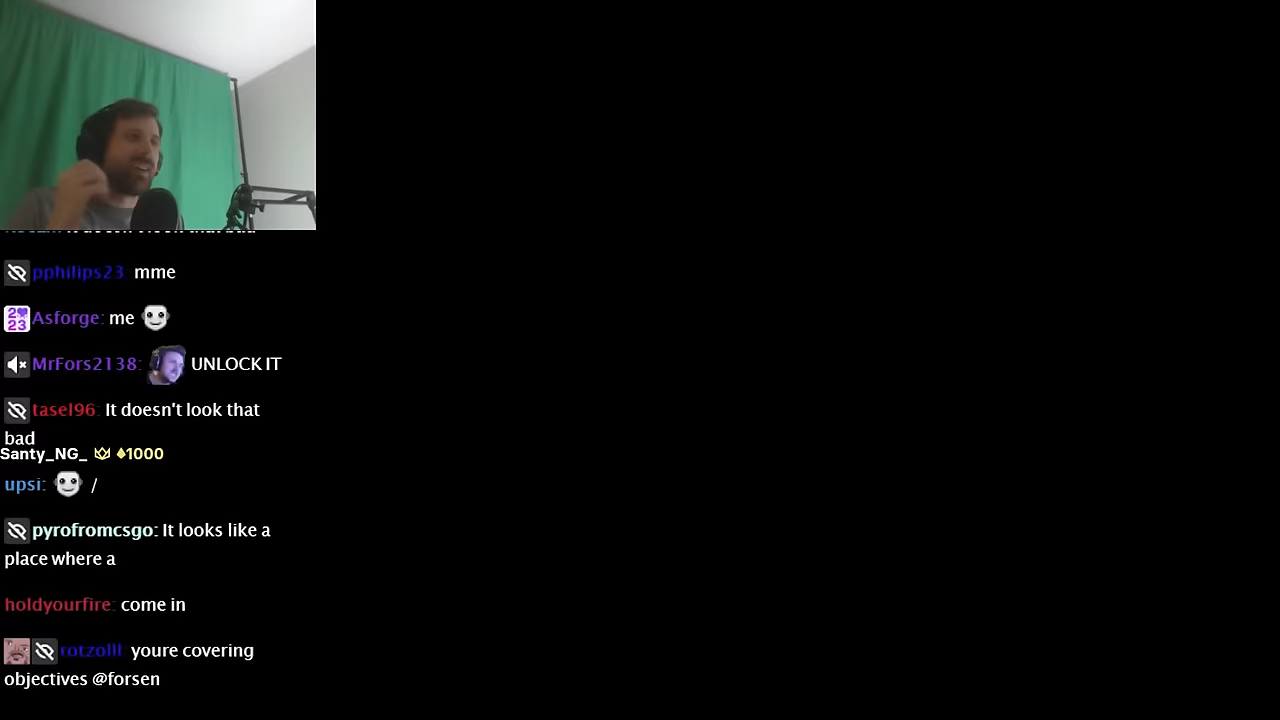 pphilips23 mme
Asforge: me
MrFors2138: UNLOCK IT
tasel96: It doesn't look that
bad
Santy_NG_ 1000
upsi: /
pyrofromcsgo: It looks like a
place where a
holdyourfire: come in
rotzolll youre covering
objectives @forsen